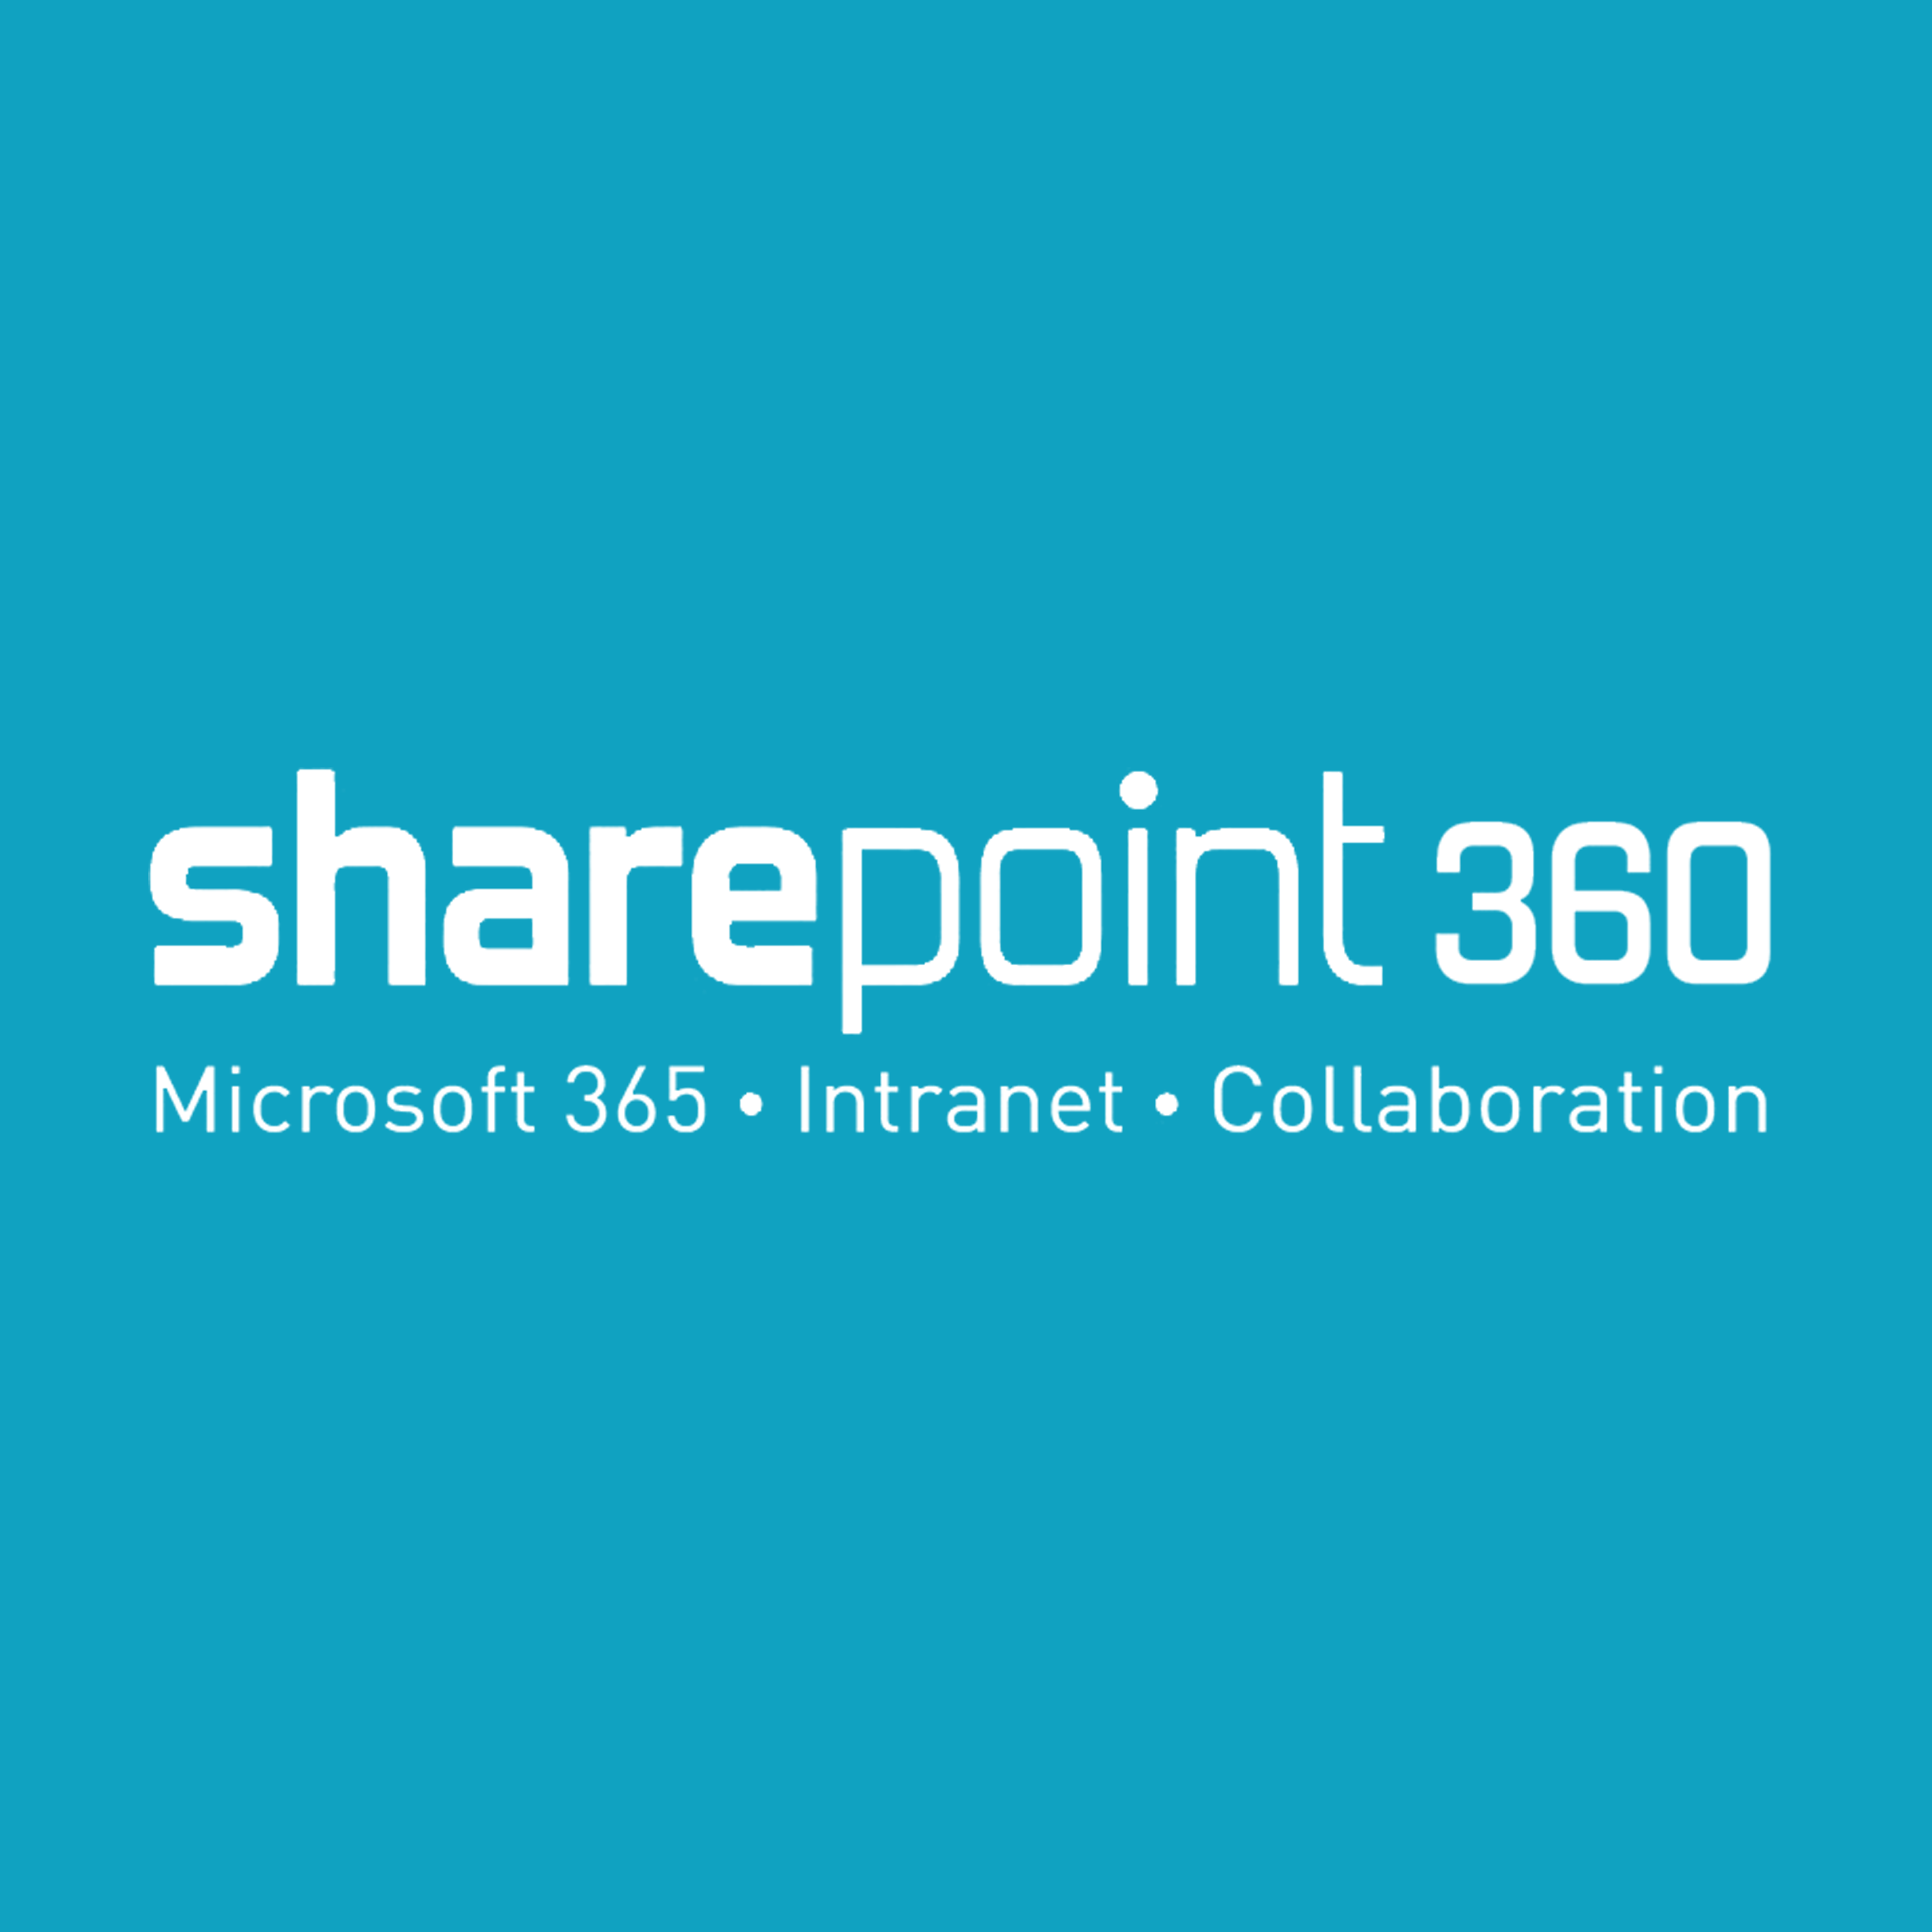 sharepoint 360
Microsoft 365 • Intranet • Collaboration